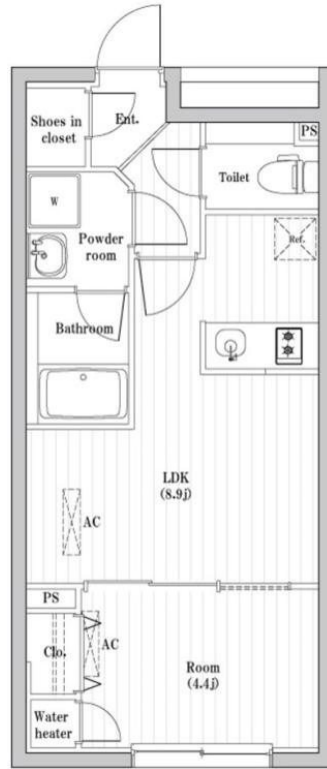 Ent.
Shoes in
closet
PS
Toilet
W
Powder
room
Ref.
Bathroom
LDK
(8.9j)
AC
PS
Clo.
AC
Room
(4.4j)
Water
heater